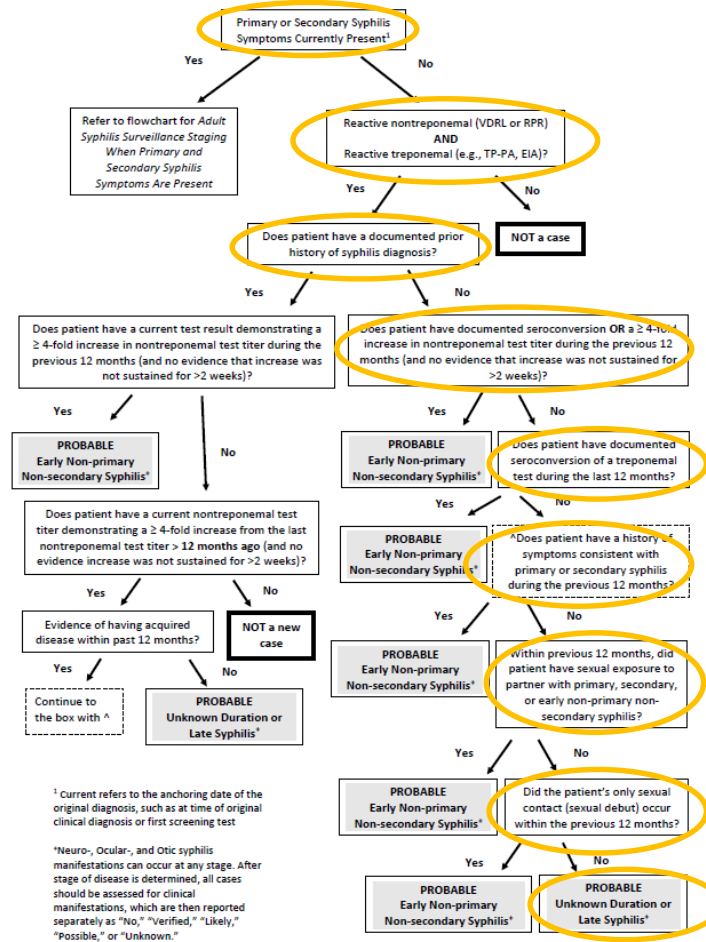 Primary or Secondary Syphilis
Symptoms Currently Present¹
Yes
No
Refer to flowchart for Adult
Syphilis Surveillance Staging
When Primary and
Secondary Syphilis
Symptoms Are Present
Reactive nontreponemal (VDRL or RPR)
AND
Reactive treponemal (e.g., TP-PA, EIA)?
Yes
No
Does patient have a documented prior
history of syphilis diagnosis?
NOT a case
Yes
No
Does patient have a current test result demonstrating a
≥ 4-fold increase in nontreponemal test titer during the
previous 12 months (and no evidence that increase was
not sustained for >2 weeks)?
Does patient have documented seroconversion OR a ≥ 4-fold
increase in nontreponemal test titer during the previous 12
months (and no evidence that increase was not sustained for
>2 weeks)?
Yes
No
Yes
No
PROBABLE
Early Non-primary
Non-secondary Syphilis*
PROBABLE
Early Non-primary
Non-secondary Syphilis*
Does patient have documented
seroconversion of a treponemal
test during the last 12 months?
Does patient have a current nontreponemal test
titer demonstrating a ≥ 4-fold increase from the last
nontreponemal test titer > 12 months ago (and no
evidence increase was not sustained for >2 weeks)?
Yes
No
PROBABLE
Early Non-primary
Non-secondary Syphilis*
^Does patient have a history of
symptoms consistent with
primary or secondary syphilis
during the previous 12 months?
Yes
No
Evidence of having acquired
disease within past 12 months?
NOT a new
case
Yes
No
PROBABLE
Early Non-primary
Non-secondary Syphilis*
Within previous 12 months, did
patient have sexual exposure to
partner with primary, secondary,
or early non-primary non-
secondary syphilis?
Yes
No
Continue to
the box with ^
PROBABLE
Unknown Duration or
Late Syphilis*
Yes
No
PROBABLE
Early Non-primary
Non-secondary Syphilis*
Did the patient's only sexual
contact (sexual debut) occur
within the previous 12 months?
Yes
No
PROBABLE
Early Non-primary
Non-secondary Syphilis*
PROBABLE
Unknown Duration or
Late Syphilis*
¹ Current refers to the anchoring date of the
original diagnosis, such as at time of original
clinical diagnosis or first screening test
*Neuro-, Ocular-, and Otic syphilis
manifestations can occur at any stage. After
stage of disease is determined, all cases
should be assessed for clinical
manifestations, which are then reported
separately as "No," "Verified," "Likely,"
"Possible," or "Unknown."